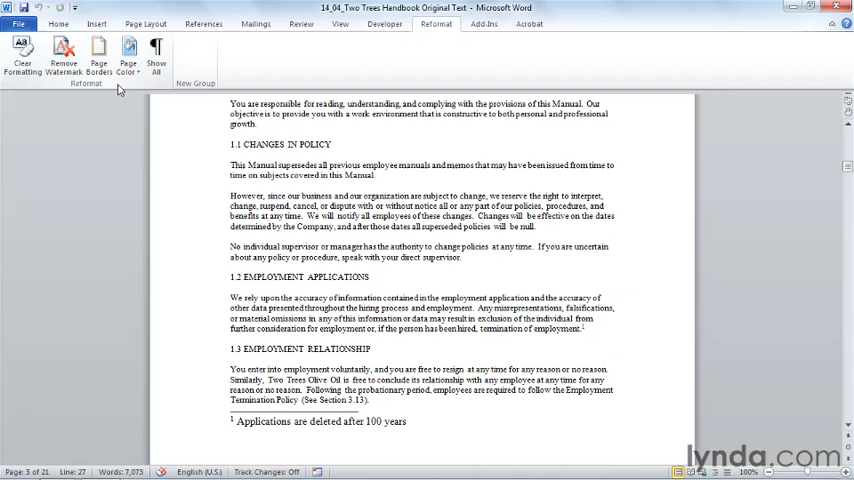 14_04_Two Trees Handbook Original Text - Microsoft Word
File Home Insert Page Layout References Mailings Review View Developer Reformat Add-Ins Acrobat
Clear Formatting Remove Watermark Page Borders Page Color Show All
Reformat New Group
You are responsible for reading, understanding, and complying with the provisions of this Manual. Our
objective is to provide you with a work environment that is constructive to both personal and professional
growth.
1.1 CHANGES IN POLICY
This Manual supersedes all previous employee manuals and memos that may have been issued from time to
time on subjects covered in this Manual.
However, since our business and our organization are subject to change, we reserve the right to interpret,
change, suspend, cancel, or dispute with or without notice all or any part of our policies, procedures, and
benefits at any time. We will notify all employees of these changes. Changes will be effective on the dates
determined by the Company, and after those dates all superseded policies will be null.
No individual supervisor or manager has the authority to change policies at any time. If you are uncertain
about any policy or procedure, speak with your direct supervisor.
1.2 EMPLOYMENT APPLICATIONS
We rely upon the accuracy of information contained in the employment application and the accuracy of
other data presented throughout the hiring process and employment. Any misrepresentations, falsifications,
or material omissions in any of this information or data may result in exclusion of the individual from
further consideration for employment or, if the person has been hired, termination of employment.1
1.3 EMPLOYMENT RELATIONSHIP
You enter into employment voluntarily, and you are free to resign at any time for any reason or no reason.
Similarly, Two Trees Olive Oil is free to conclude its relationship with any employee at any time for any
reason or no reason. Following the probationary period, employees are required to follow the Employment
Termination Policy (See Section 3.13).
1 Applications are deleted after 100 years
lynda.com
Page: 3 of 21 Line: 27 Words: 7,073 English (U.S.) Track Changes: Off 100%